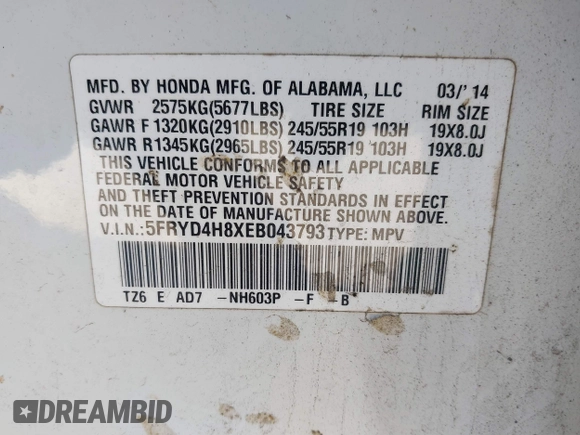 MFD. BY HONDA MFG. OF ALABAMA, LLC 03/'14
GVWR 2575KG(5677LBS) TIRE SIZE RIM SIZE
GAWR F 1320KG(2910LBS) 245/55R19 103H 19X8.0J
GAWR R 1345KG(2965LBS) 245/55R19 103H 19X8.0J
THIS VEHICLE CONFORMS TO ALL APPLICABLE
FEDERAL MOTOR VEHICLE SAFETY
AND THEFT PREVENTION STANDARDS IN EFFECT
ON THE DATE OF MANUFACTURE SHOWN ABOVE.
V.I.N.: 5FRYD4H8XEB043793 TYPE: MPV
TZ6 E AD7 -NH603P -F -B
DREAMBID